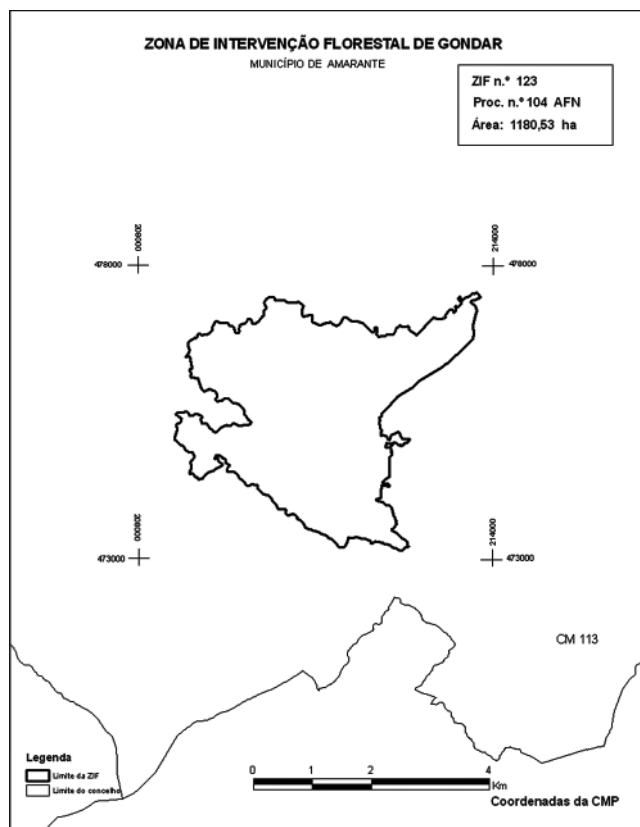 ZONA DE INTERVENÇÃO FLORESTAL DE GONDAR
MUNICÍPIO DE AMARANTE
ZIF n.º 123
Proc. n.º 104 AFN
Área: 1180,53 ha
208000
214000
478000
478000
208000
214000
473000
473000
CM 113
Legenda
Limite da ZIF
Limite do concelho
0 1 2 4
Km
Coordenadas da CMP